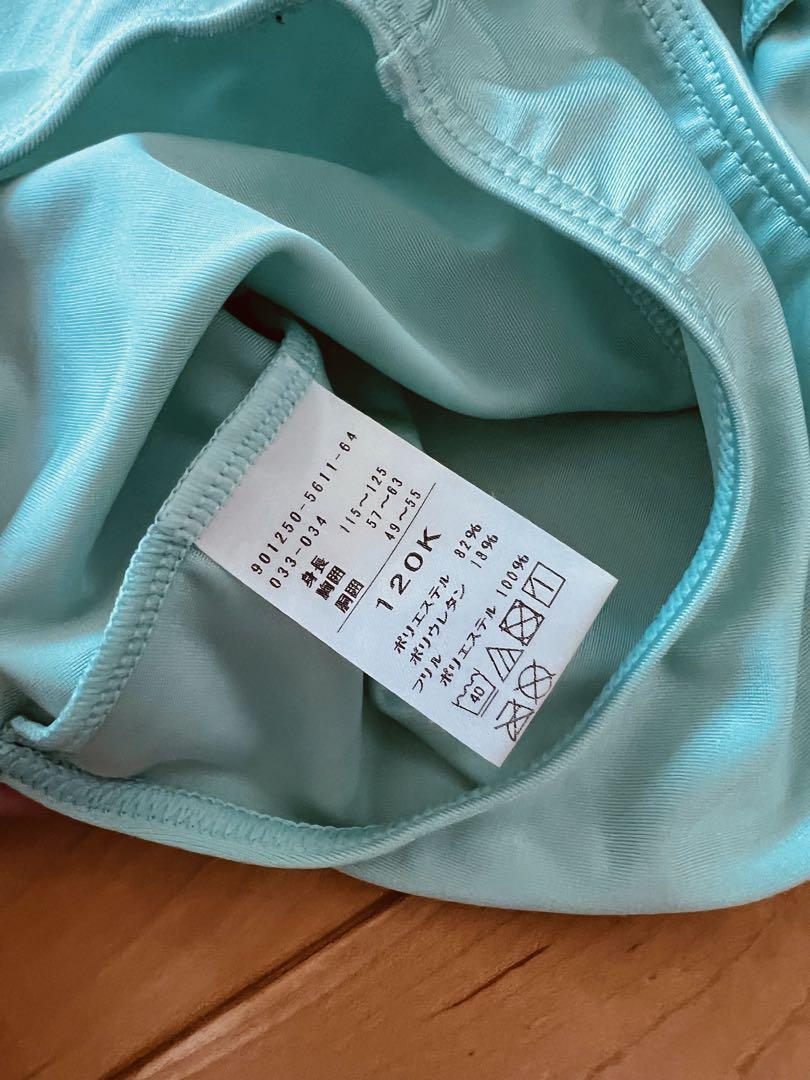 901250-5611-64
033-034
身長 115～125
胸囲 57～63
胴囲 49～55
120K
ポリエステル 82%
ポリウレタン 18%
フリル
ポリエステル 100%
40